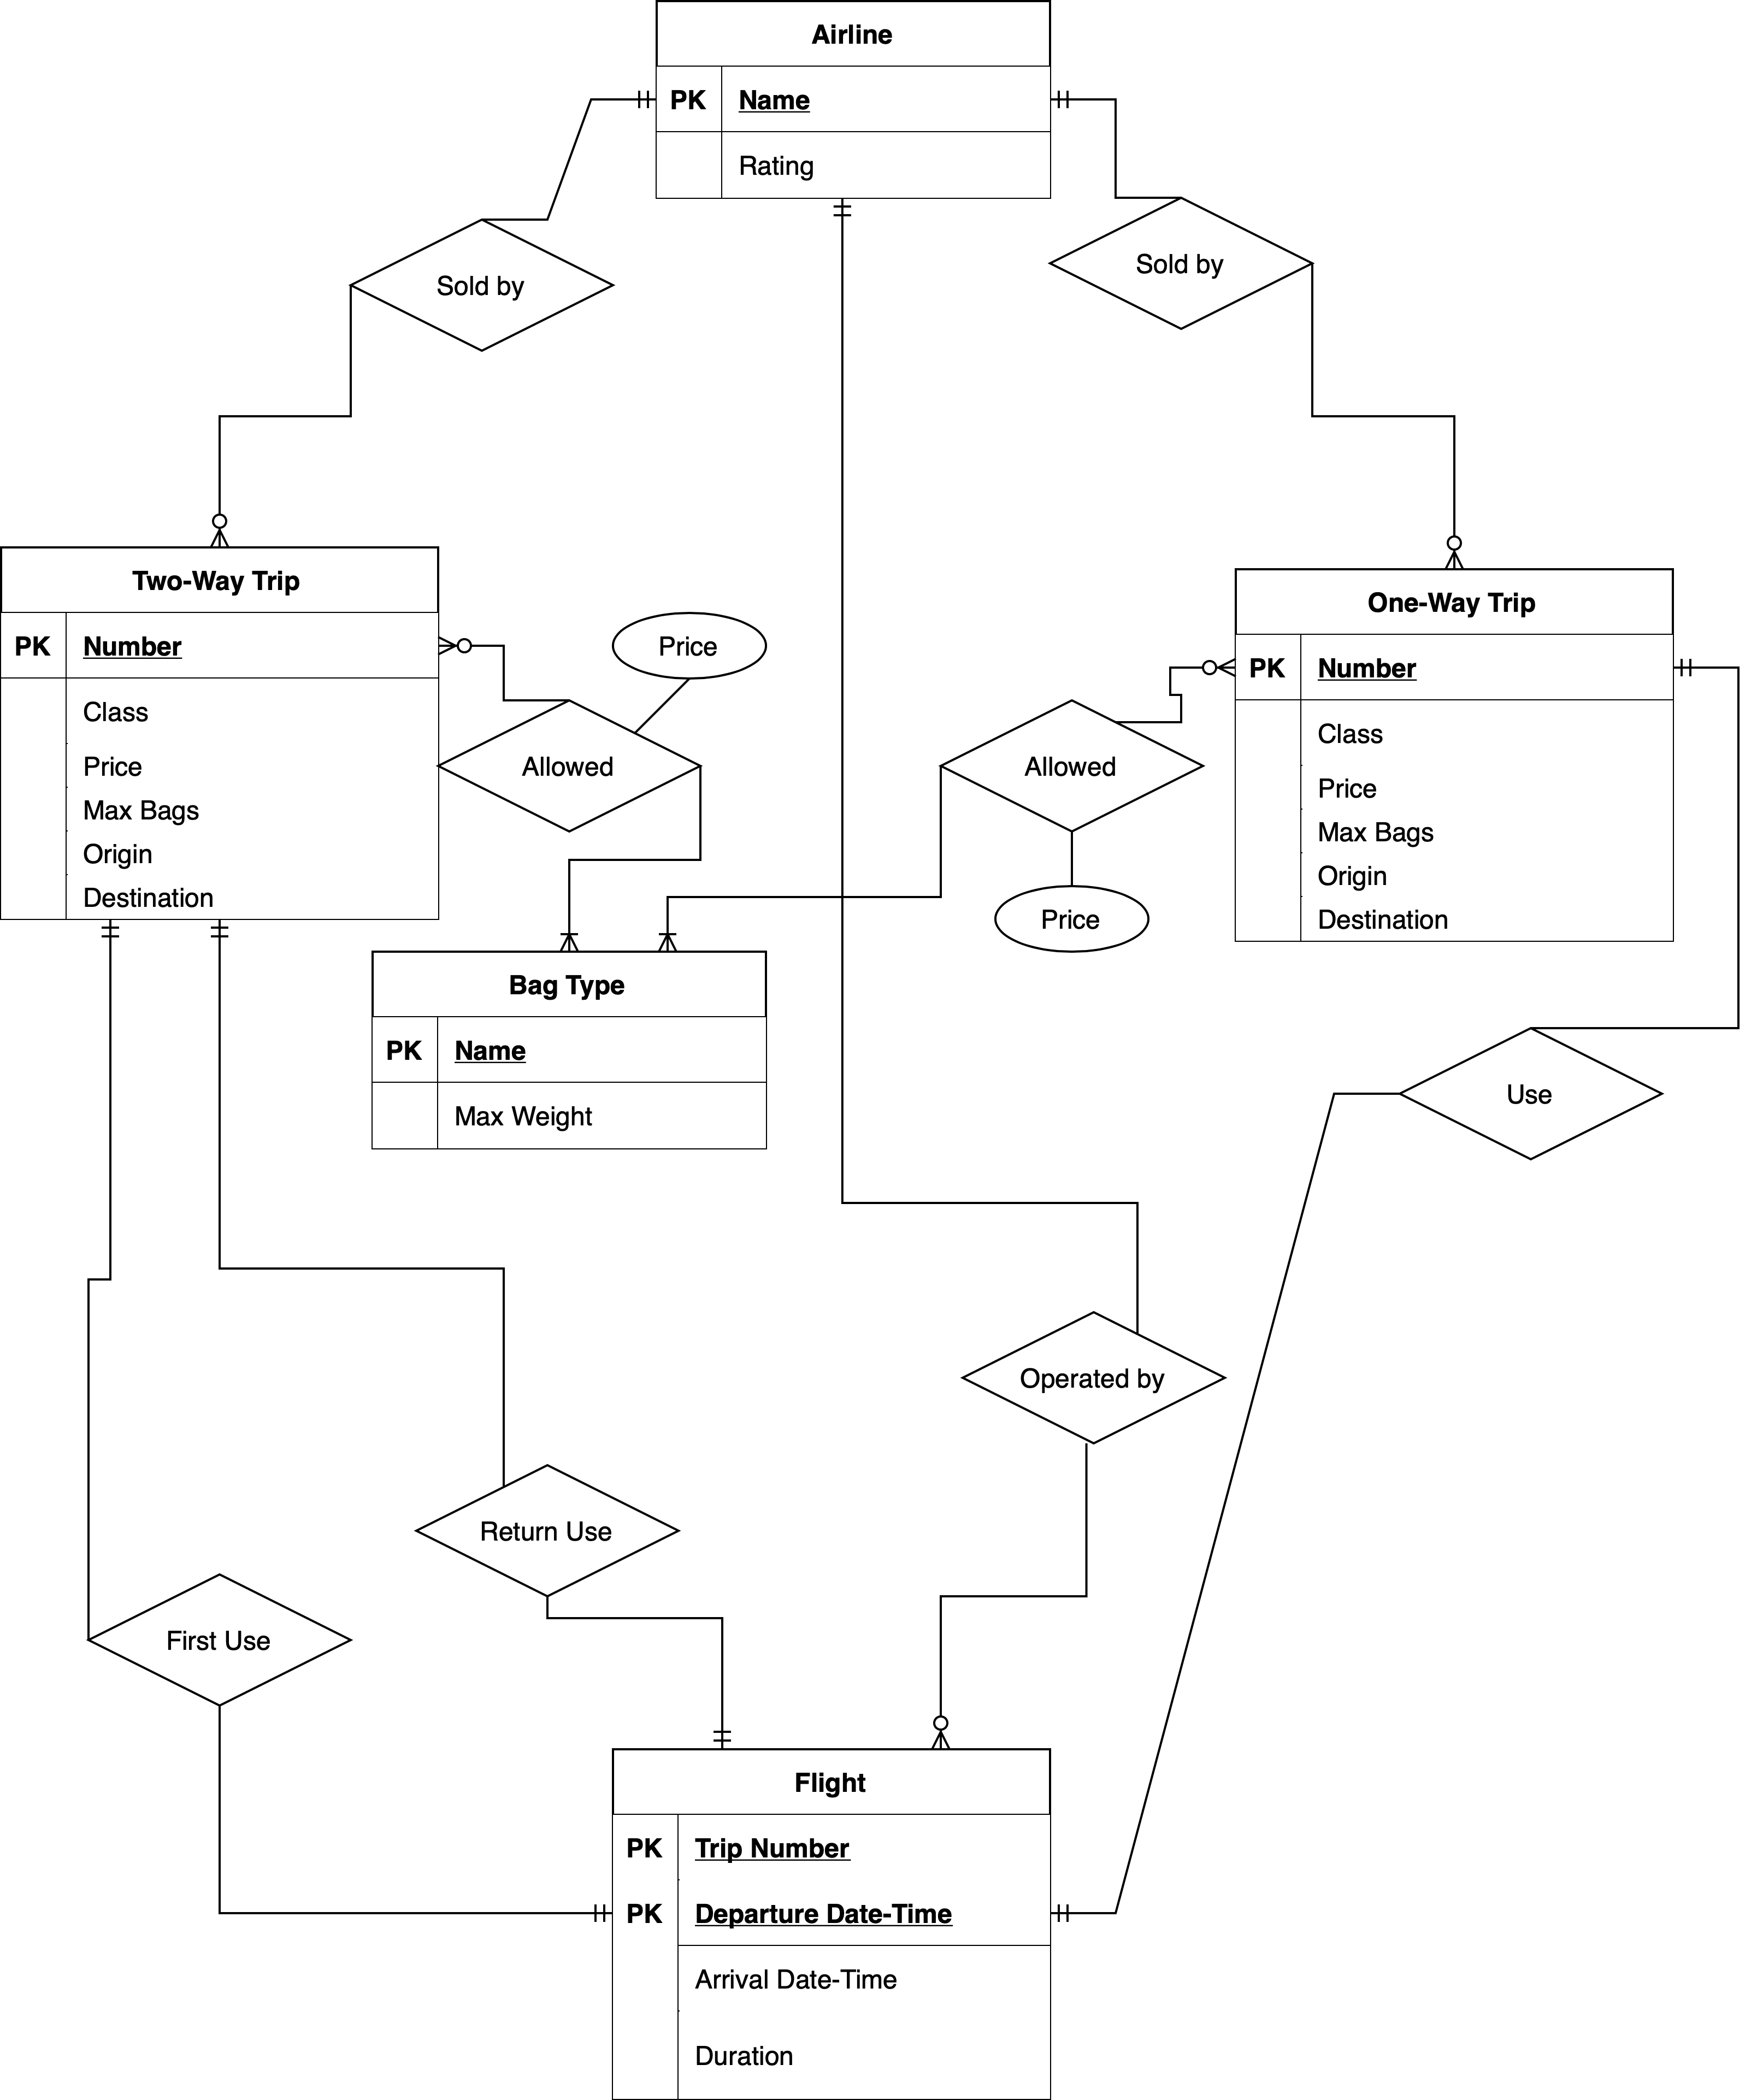 Airline
PK Name
Rating
Sold by
Sold by
Two-Way Trip
PK Number
Class
Price
Max Bags
Origin
Destination
Price
Allowed
Allowed
Price
One-Way Trip
PK Number
Class
Price
Max Bags
Origin
Destination
Bag Type
PK Name
Max Weight
Use
Operated by
Return Use
First Use
Flight
PK Trip Number
PK Departure Date-Time
Arrival Date-Time
Duration